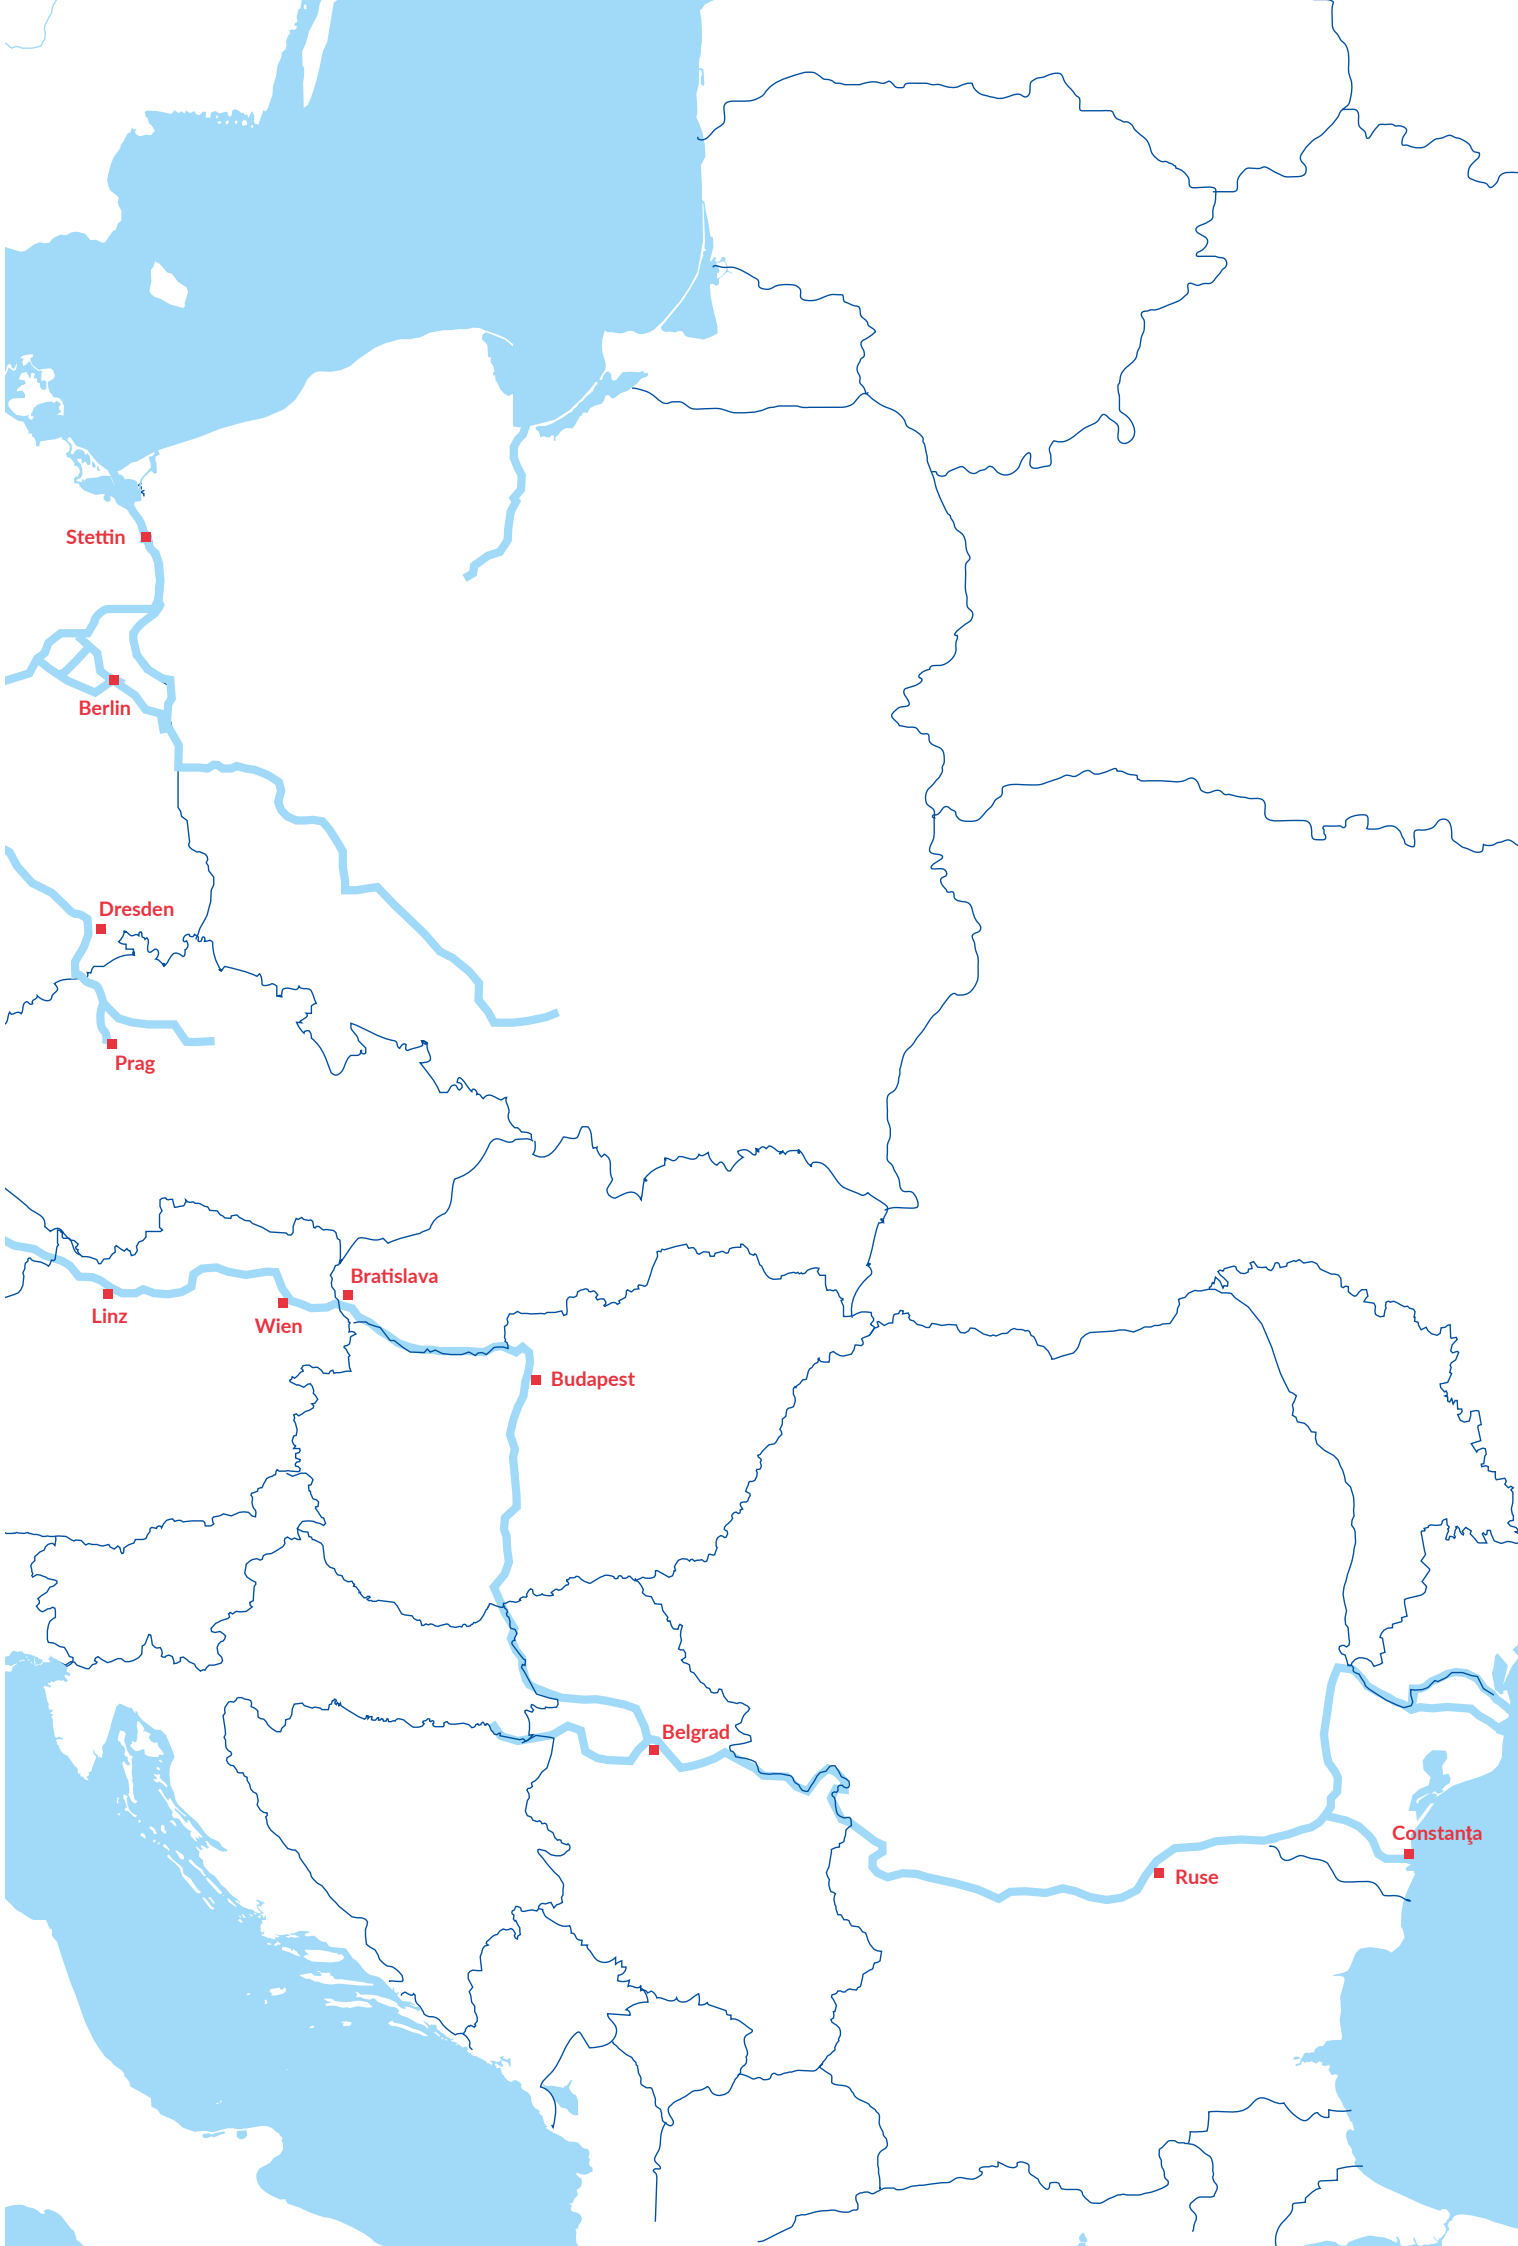 Stettin
Berlin
Dresden
Prag
Bratislava
Linz
Wien
Budapest
Belgrad
Constanţa
Ruse